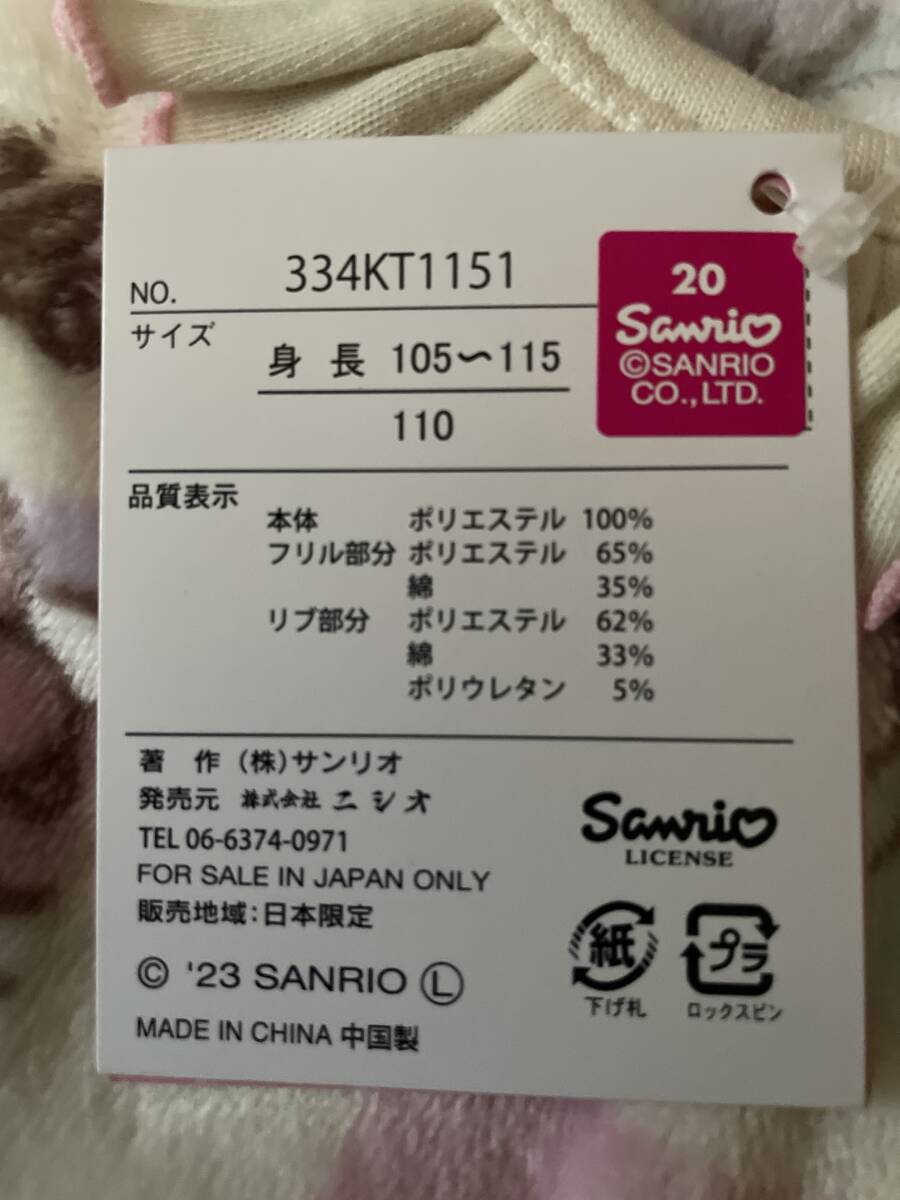 NO. 334KT1151
サイズ
身長 105〜115
110
20
Sanrio
©SANRIO
CO.,LTD.
品質表示
本体 ポリエステル 100%
フリル部分 ポリエステル 65%
綿 35%
リブ部分 ポリエステル 62%
綿 33%
ポリウレタン 5%
著作 (株)サンリオ
発売元 株式会社ニシオ
TEL 06-6374-0971
FOR SALE IN JAPAN ONLY
販売地域:日本限定
© '23 SANRIO Ⓛ
MADE IN CHINA 中国製
Sanrio
LICENSE
紙
下げ札
プラ
ロックスピン